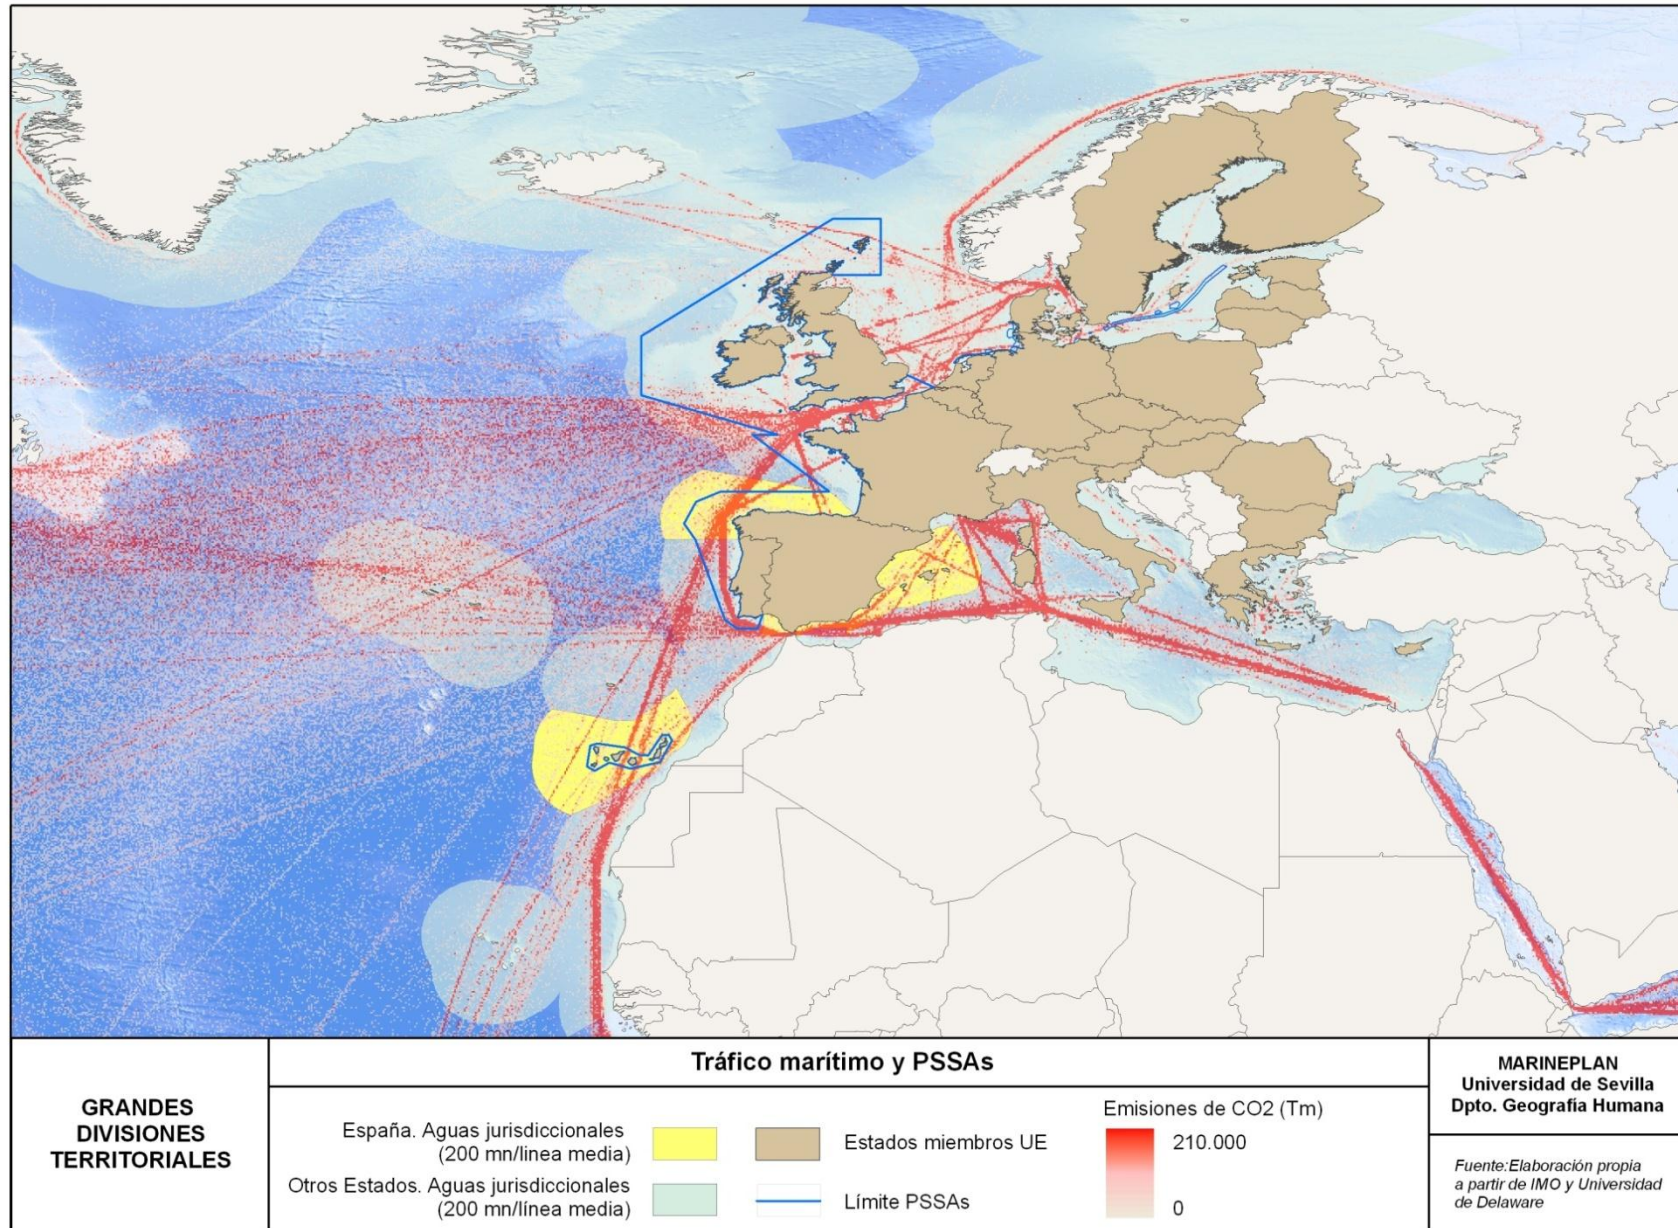 GRANDES
DIVISIONES
TERRITORIALES
Tráfico marítimo y PSSAs
España. Aguas jurisdiccionales
(200 mn/linea media)
Otros Estados. Aguas jurisdiccionales
(200 mn/línea media)
Estados miembros UE
Límite PSSAs
Emisiones de CO2 (Tm)
210.000
0
MARINEPLAN
Universidad de Sevilla
Dpto. Geografía Humana
Fuente:Elaboración propia
a partir de IMO y Universidad
de Delaware